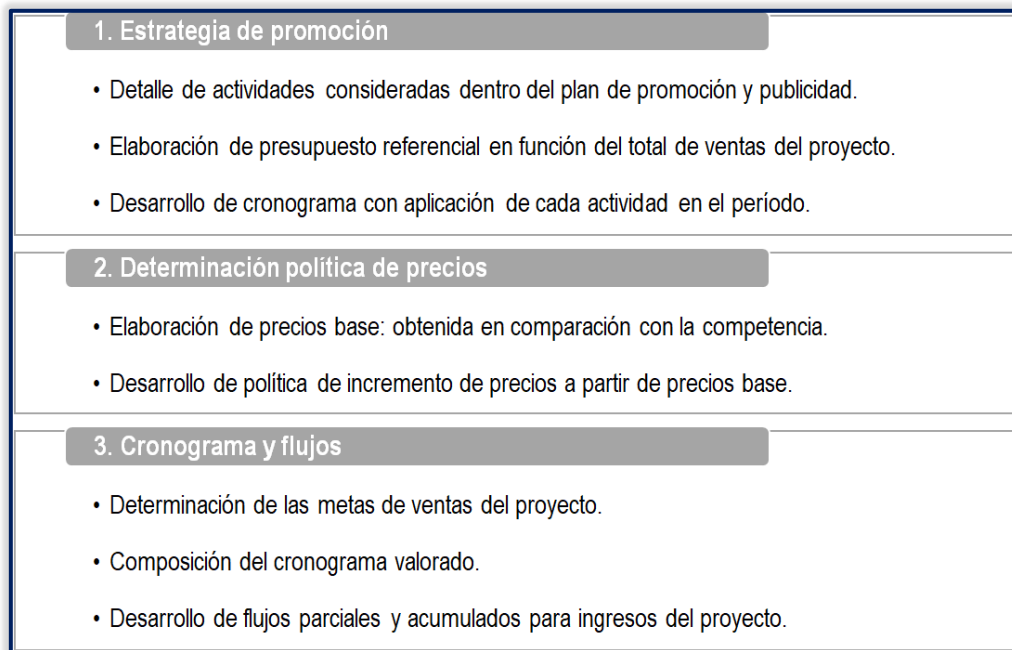 1. Estrategia de promoción
• Detalle de actividades consideradas dentro del plan de promoción y publicidad.
• Elaboración de presupuesto referencial en función del total de ventas del proyecto.
• Desarrollo de cronograma con aplicación de cada actividad en el período.
2. Determinación política de precios
• Elaboración de precios base: obtenida en comparación con la competencia.
• Desarrollo de política de incremento de precios a partir de precios base.
3. Cronograma y flujos
• Determinación de las metas de ventas del proyecto.
• Composición del cronograma valorado.
• Desarrollo de flujos parciales y acumulados para ingresos del proyecto.